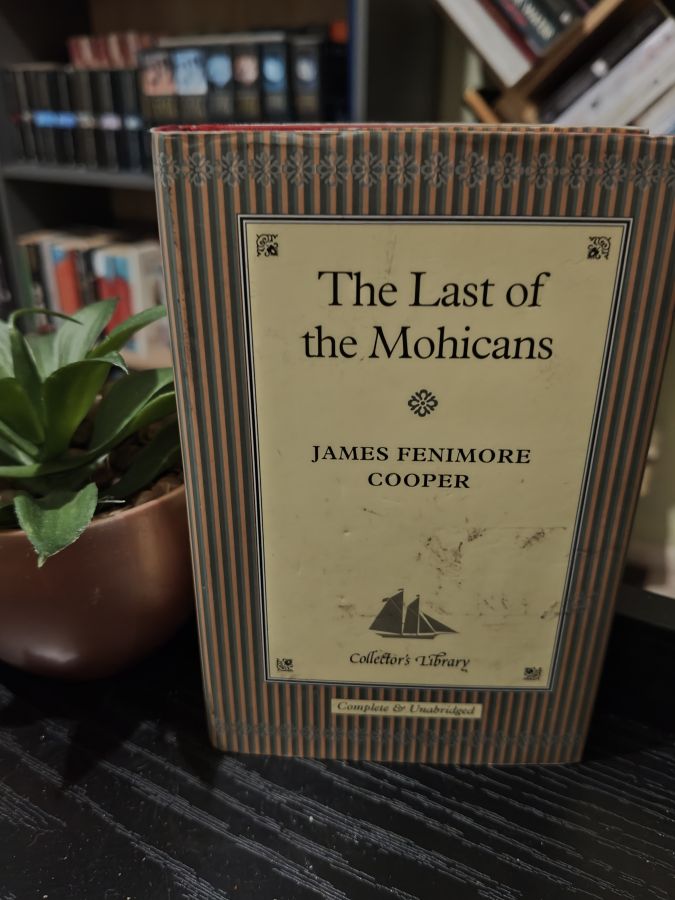 The Last of
the Mohicans
JAMES FENIMORE
COOPER
Collector's Library
Complete & Unabridged